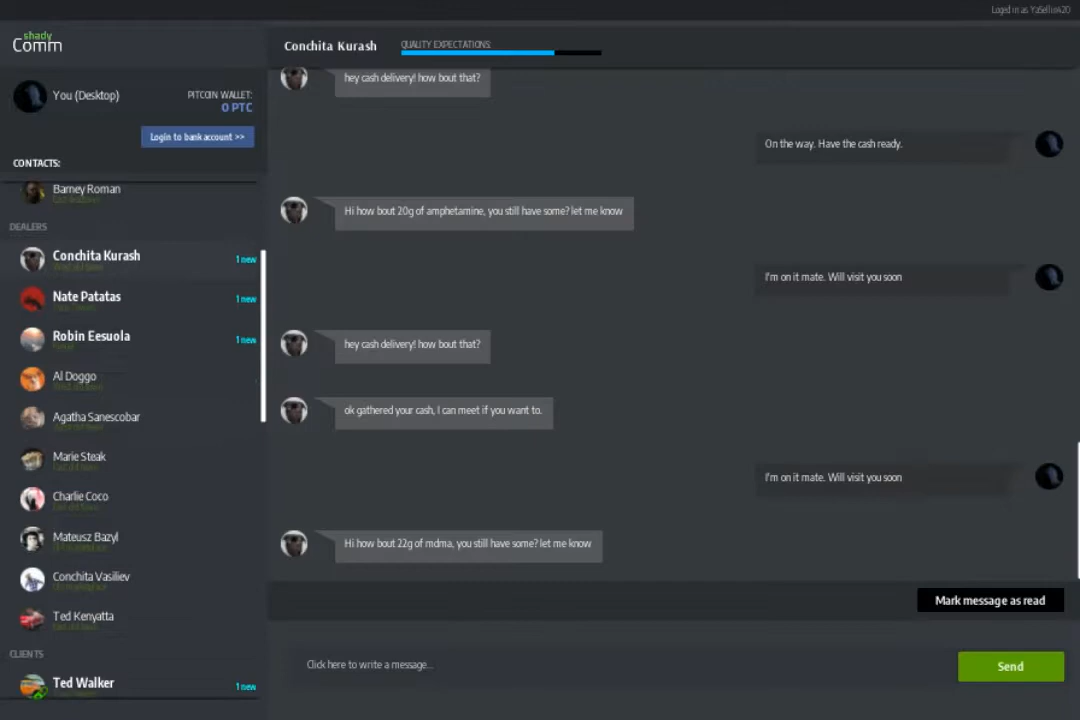 Loged in as YaSellin420
shady
Comm
Conchita Kurash
QUALITY EXPECTATIONS:
You (Desktop)
PITCOIN WALLET:
0 PTC
Login to bank account >>
CONTACTS:
Barney Roman
DEALERS
Conchita Kurash
1 new
Nate Patatas
1 new
Robin Eesuola
1 new
Al Doggo
Agatha Sanescobar
Marie Steak
Charlie Coco
Mateusz Bazyl
Conchita Vasiliev
Ted Kenyatta
CLIENTS
Ted Walker
1 new
hey cash delivery! how bout that?
On the way. Have the cash ready.
Hi how bout 20g of amphetamine, you still have some? let me know
I'm on it mate. Will visit you soon
hey cash delivery! how bout that?
ok gathered your cash, I can meet if you want to.
I'm on it mate. Will visit you soon
Hi how bout 22g of mdma, you still have some? let me know
Mark message as read
Click here to write a message...
Send